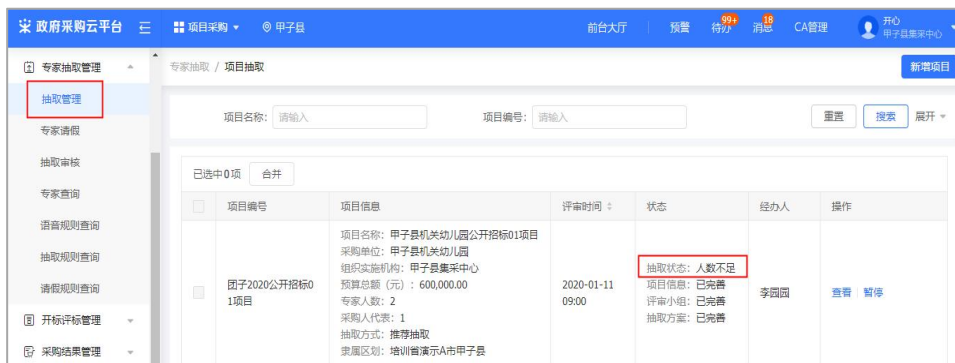 政府采购云平台 项目采购 甲子县 前台大厅 预警 待办 99+ 消息 18 CA管理 开心
甲子县集采中心
专家抽取管理 专家抽取 / 项目抽取 新增项目
抽取管理
专家请假
抽取审核
专家查询
语音规则查询
抽取规则查询
请假规则查询
开标评标管理
采购结果管理
项目名称： 请输入 项目编号： 请输入 重置 搜索 展开
已选中0项 合并
项目编号 项目信息 评审时间 状态 经办人 操作
团子2020公开招标0
1项目
项目名称：甲子县机关幼儿园公开招标01项目
采购单位：甲子县机关幼儿园
组织实施机构：甲子县集采中心
预算总额（元）：600,000.00
专家人数：2
采购人代表：1
抽取方式：推荐抽取
隶属区划：培训省演示A市甲子县
2020-01-11
09:00
抽取状态：人数不足
项目信息：已完善
评审小组：已完善
抽取方案：已完善
李园园
查看 暂停